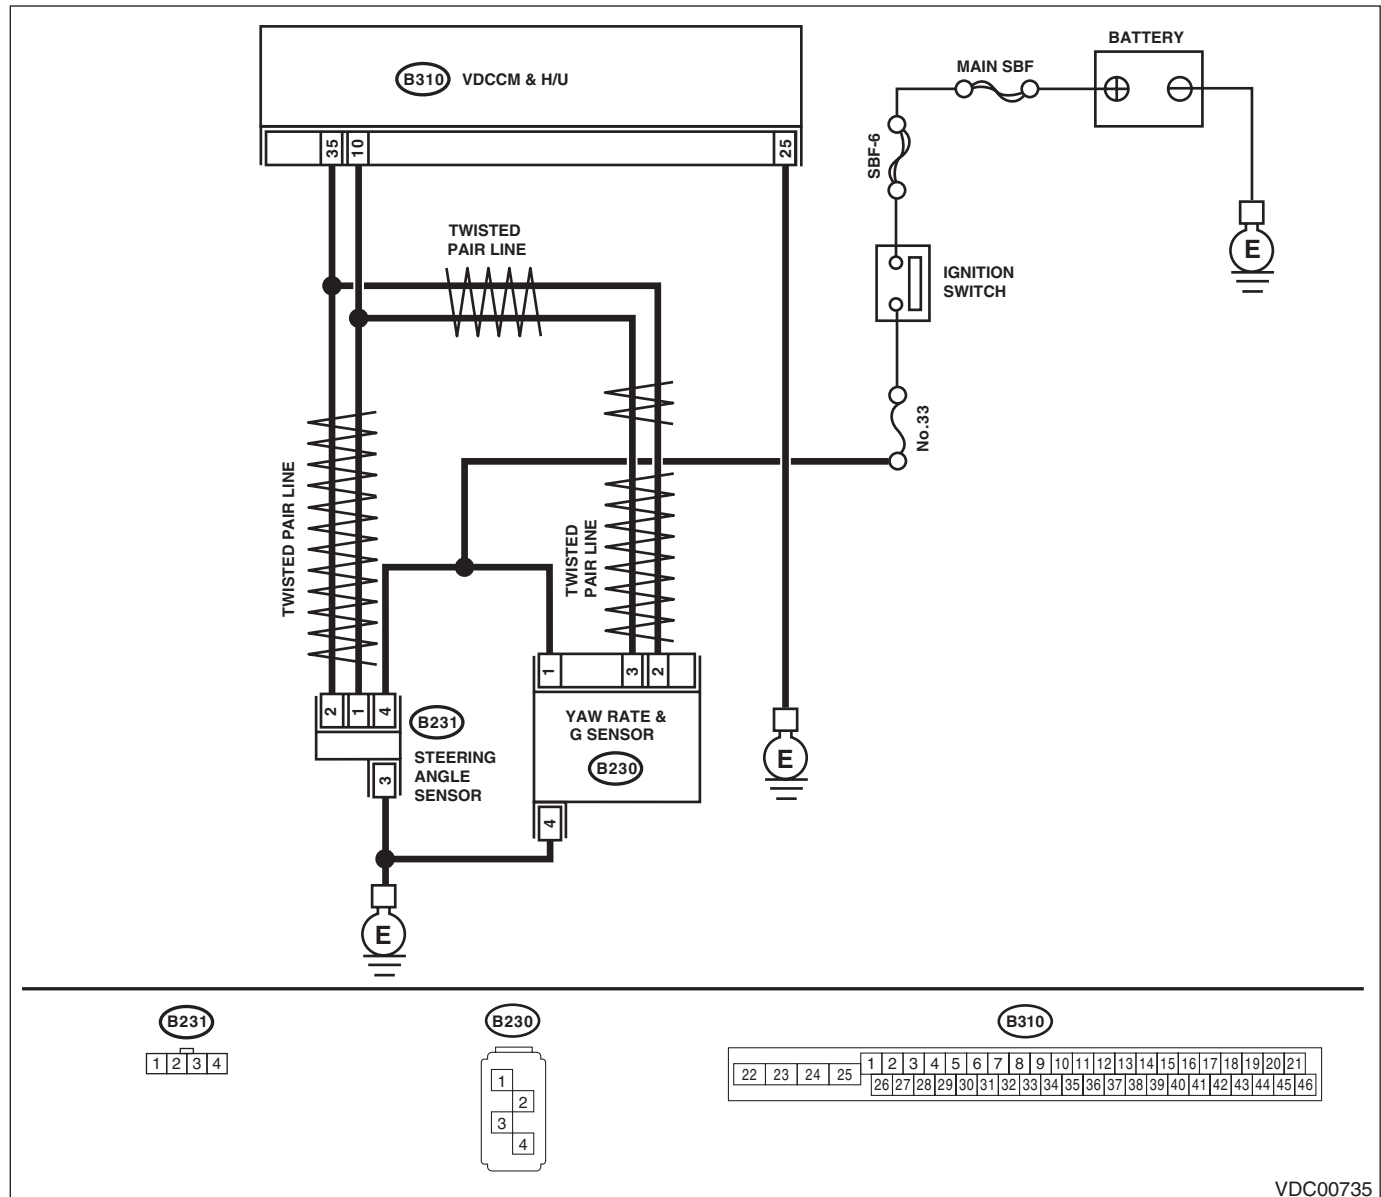 BATTERY
MAIN SBF
B310 VDCCM & H/U
35 10 25
SBF-6
TWISTED
PAIR LINE
E
IGNITION
SWITCH
No.33
TWISTED PAIR LINE
TWISTED
PAIR LINE
1 3 2
2 1 4
B231
STEERING
ANGLE
SENSOR
3
YAW RATE &
G SENSOR
B230
4
E
E
B231
1 2 3 4
B230
1
2
3
4
B310
1 2 3 4 5 6 7 8 9 10 11 12 13 14 15 16 17 18 19 20 21
22 23 24 25
26 27 28 29 30 31 32 33 34 35 36 37 38 39 40 41 42 43 44 45 46
VDC00735